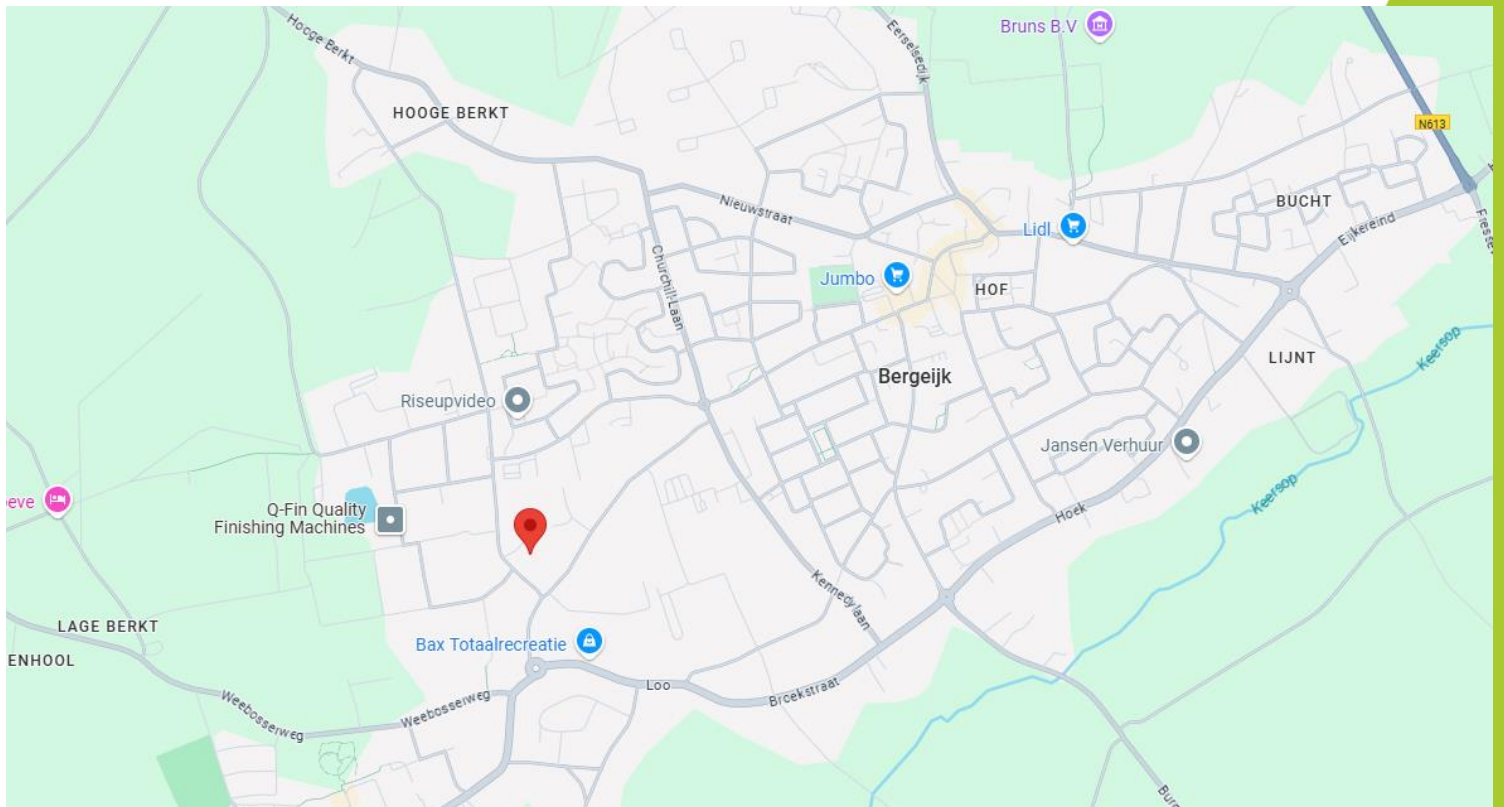 Bruns B.V
Hooge Berkt
Eerselsedijk
HOOGE BERKT
N613
Nieuwstraat
BUCHT
Lidl
Eijkereind
Churchill-Laan
Jumbo
HOF
Keersop
LIJNT
Bergeijk
Riseupvideo
Jansen Verhuur
Keersop
Q-Fin Quality
Finishing Machines
Hoek
Kennedylaan
LAGE BERKT
Bax Totaalrecreatie
ENHOOL
Loo
Broekstraat
Weebosserweg
Weebosserweg